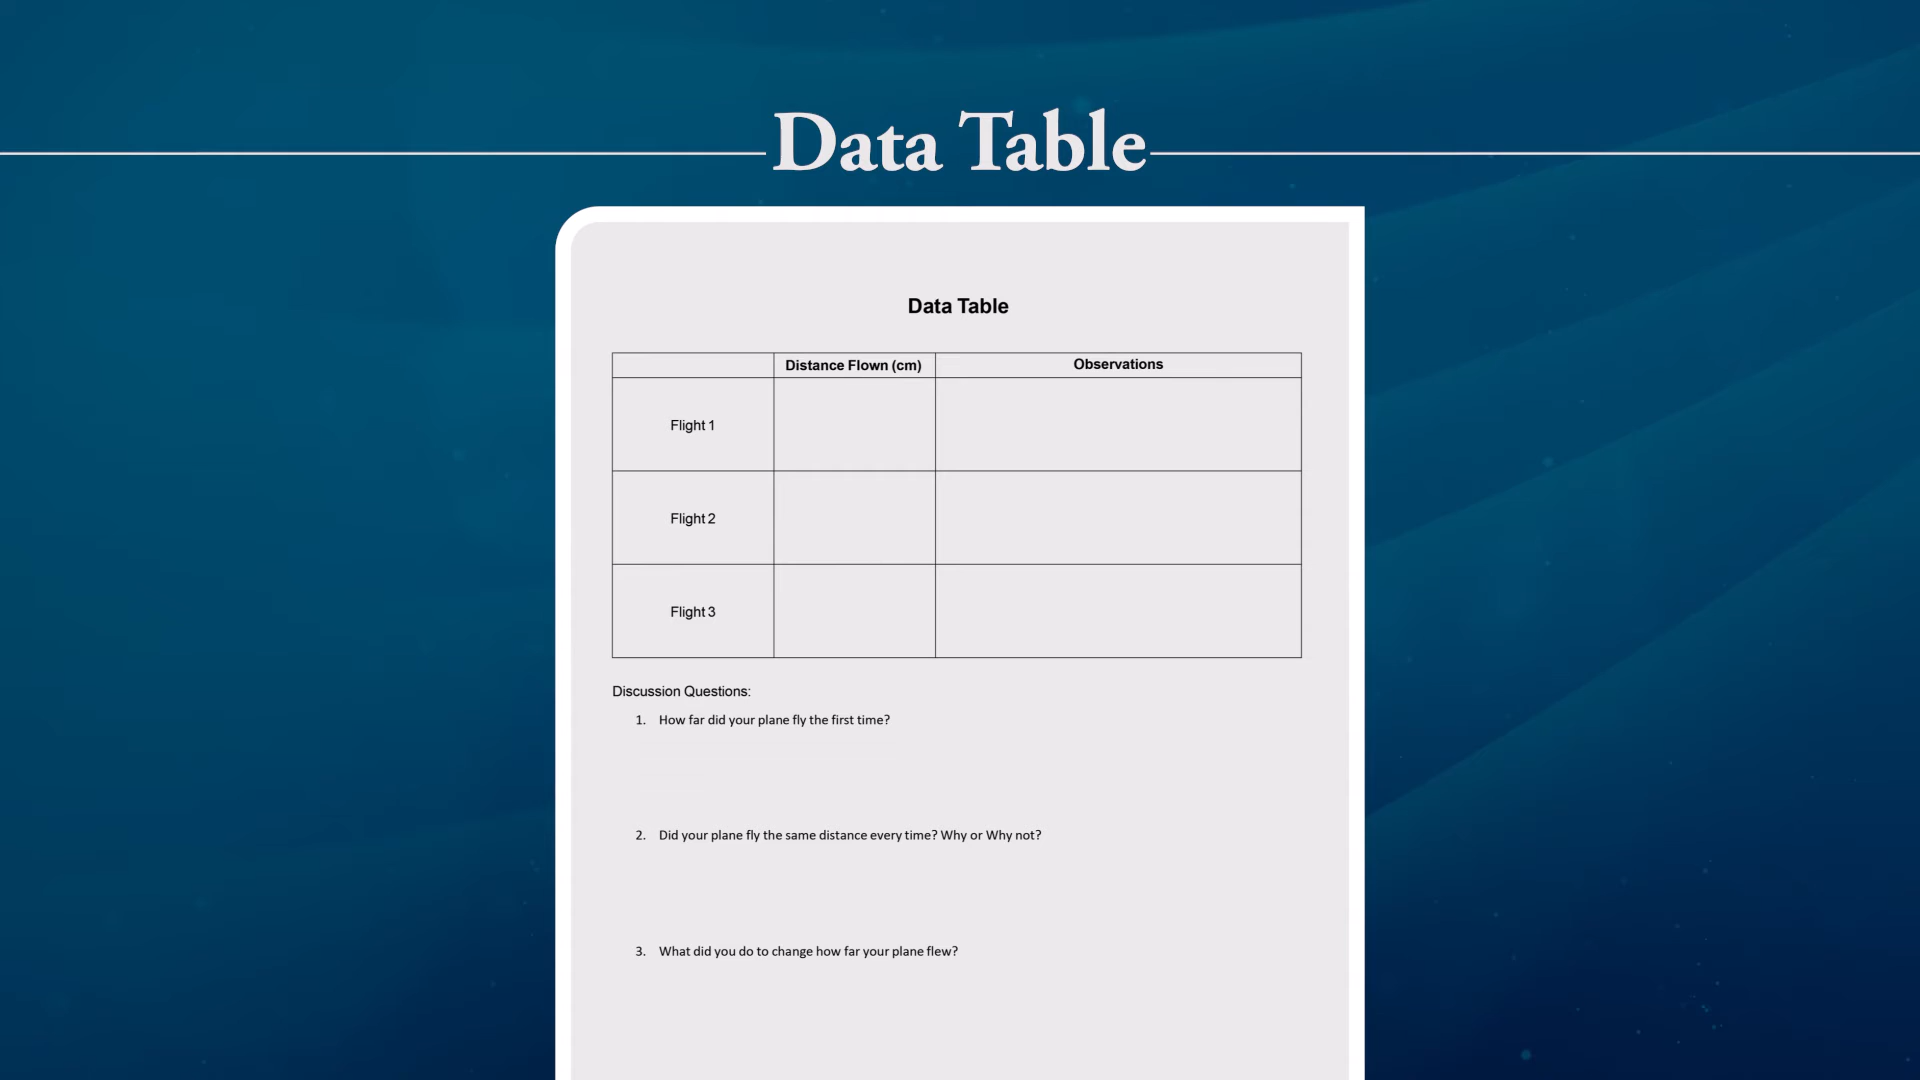 Data Table
Data Table
Distance Flown (cm) Observations
Flight 1
Flight 2
Flight 3
Discussion Questions:
1. How far did your plane fly the first time?
2. Did your plane fly the same distance every time? Why or Why not?
3. What did you do to change how far your plane flew?